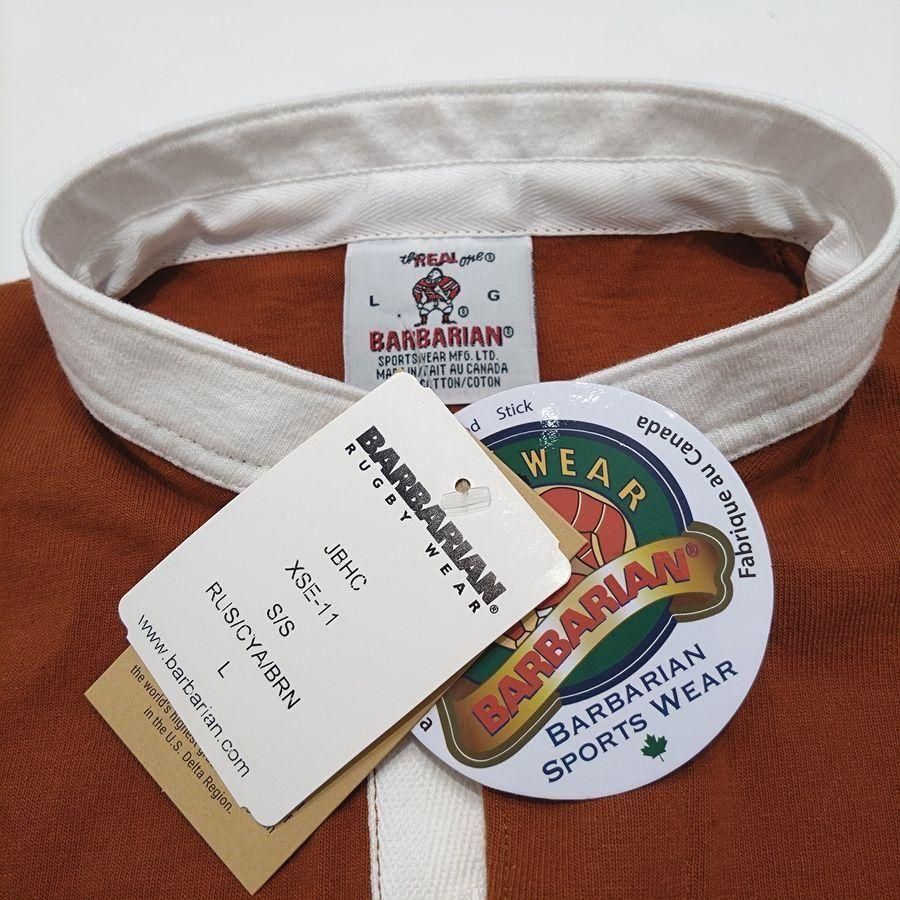 the REAL one®
L G
®
BARBARIAN®
SPORTSWEAR MFG. LTD.
MADE IN/FAIT AU CANADA
COTTON/COTON
BARBARIAN®
RUGBY WEAR
JBHC
XSE-11
S/S
RUS/CYA/BRN
L
www.barbarian.com
the world's highest
in the U.S. Delta Region.
Stick
Fabriqué au Canada
WEAR
BARBARIAN®
BARBARIAN
SPORTS WEAR